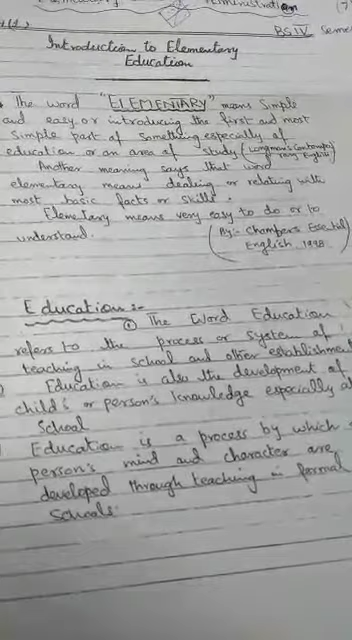 Elementary Administration (7)
BS IV Semes
Introduction to Elementary
Education
The word "ELEMENTARY" means Simple
and easy or introducing the first and most
simple part of something especially of
education or an area of study (Longman's Contemporary English)
Another meaning says that word
elementary means dealing or relating with
most basic facts or skills.
Elementary means very easy to do or to
understand.
(By:- Chambers Essential
English 1998
Education:-
① The Word Education
refers to the process or system of
teaching in school and other establishmen
Education is also the development of
child's or person's knowledge especially at
School
Education is a process by which
person's mind and character are
developed through teaching in formal
Schools.